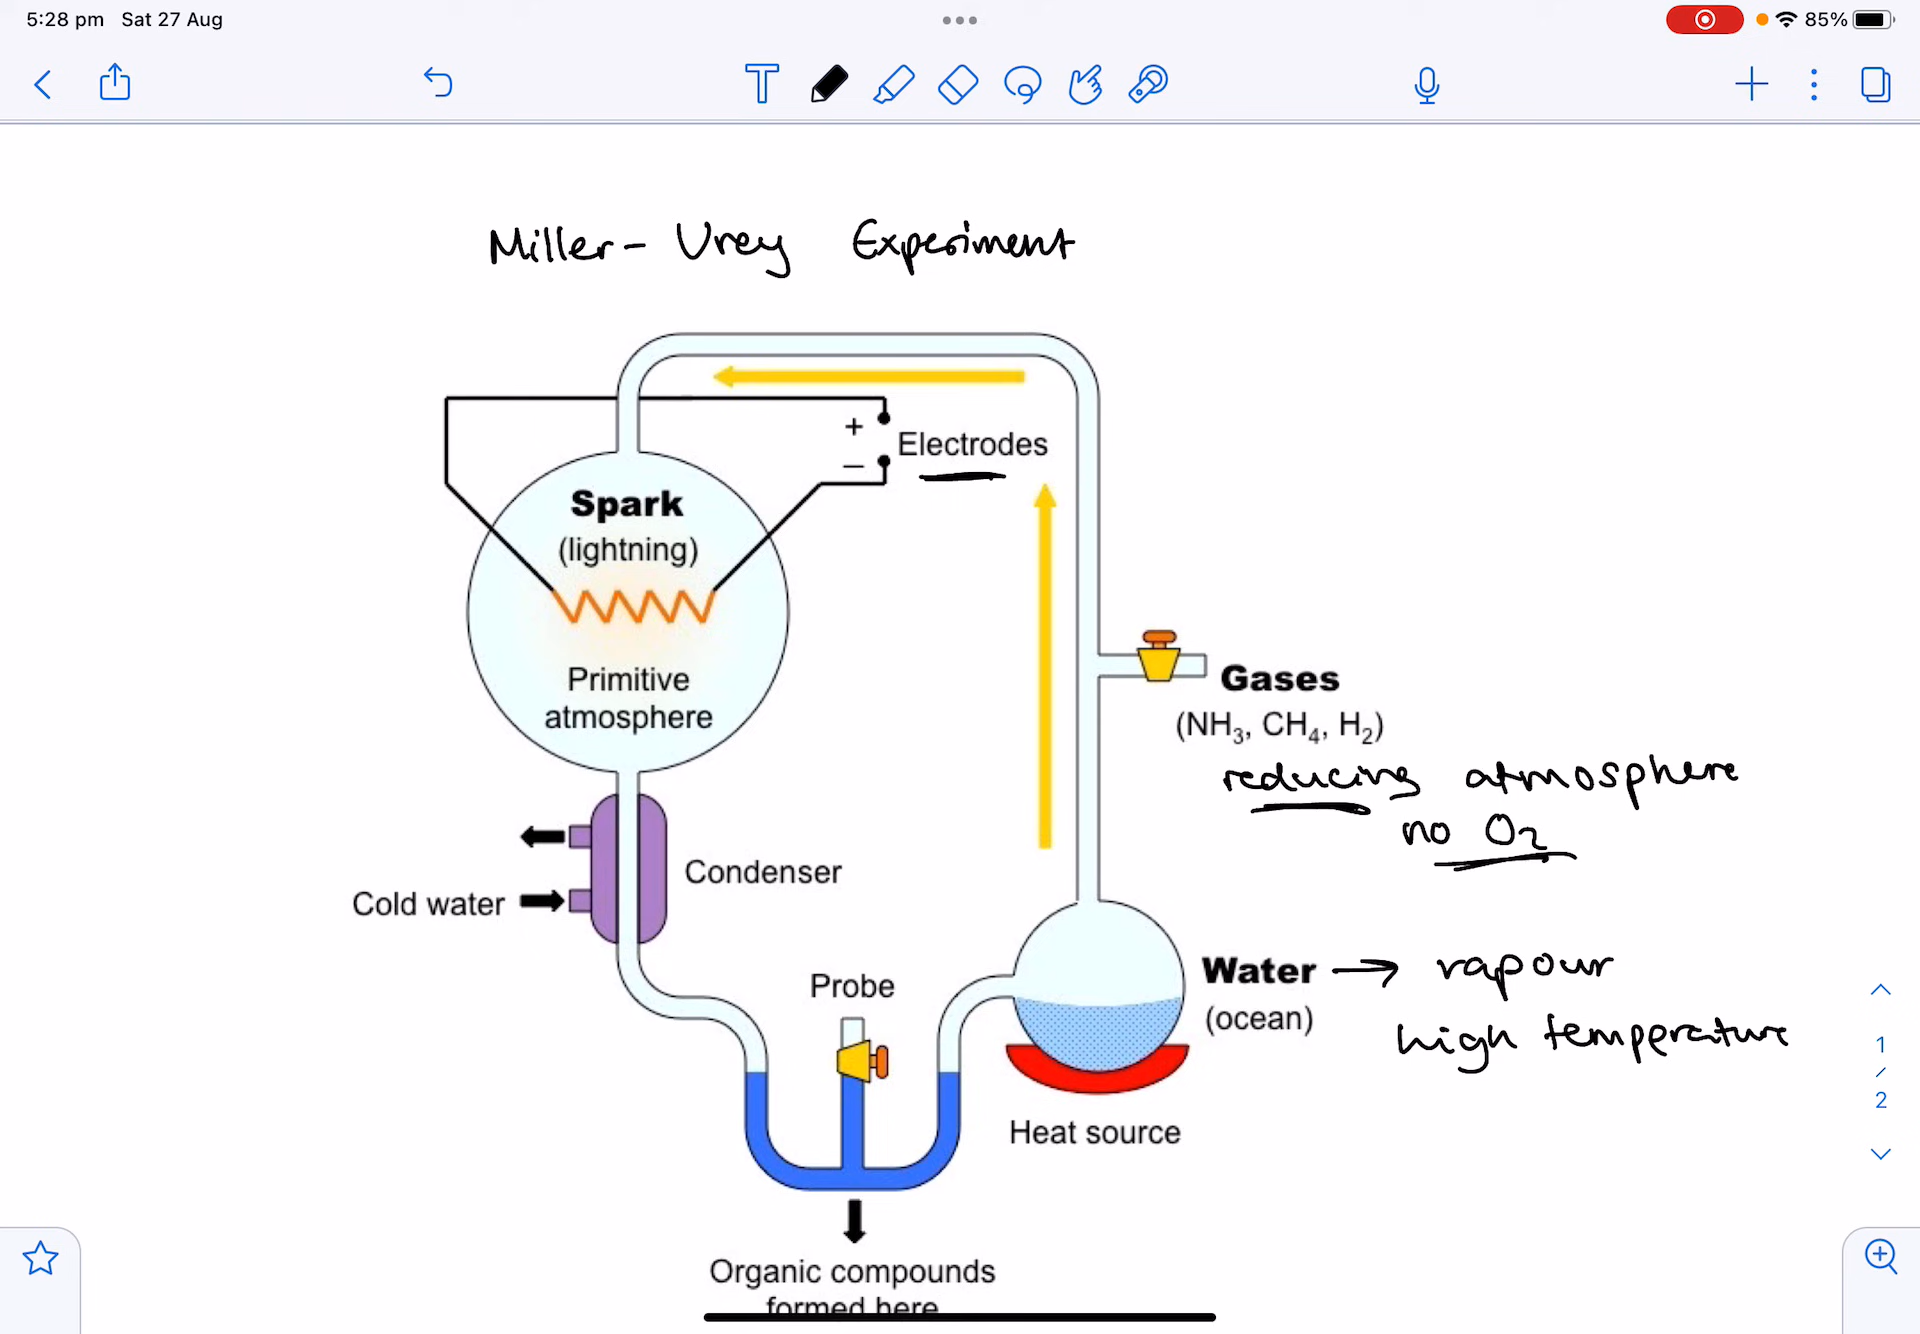 5:28 pm Sat 27 Aug
85%
T
Miller- Urey Experiment
+
Electrodes
–
Spark
(lightning)
Primitive
atmosphere
Gases
(NH₃, CH₄, H₂)
reducing atmosphere
no O₂
Condenser
Cold water
Water → vapour
(ocean)
high temperature
Probe
Heat source
1
/
2
Organic compounds
formed here